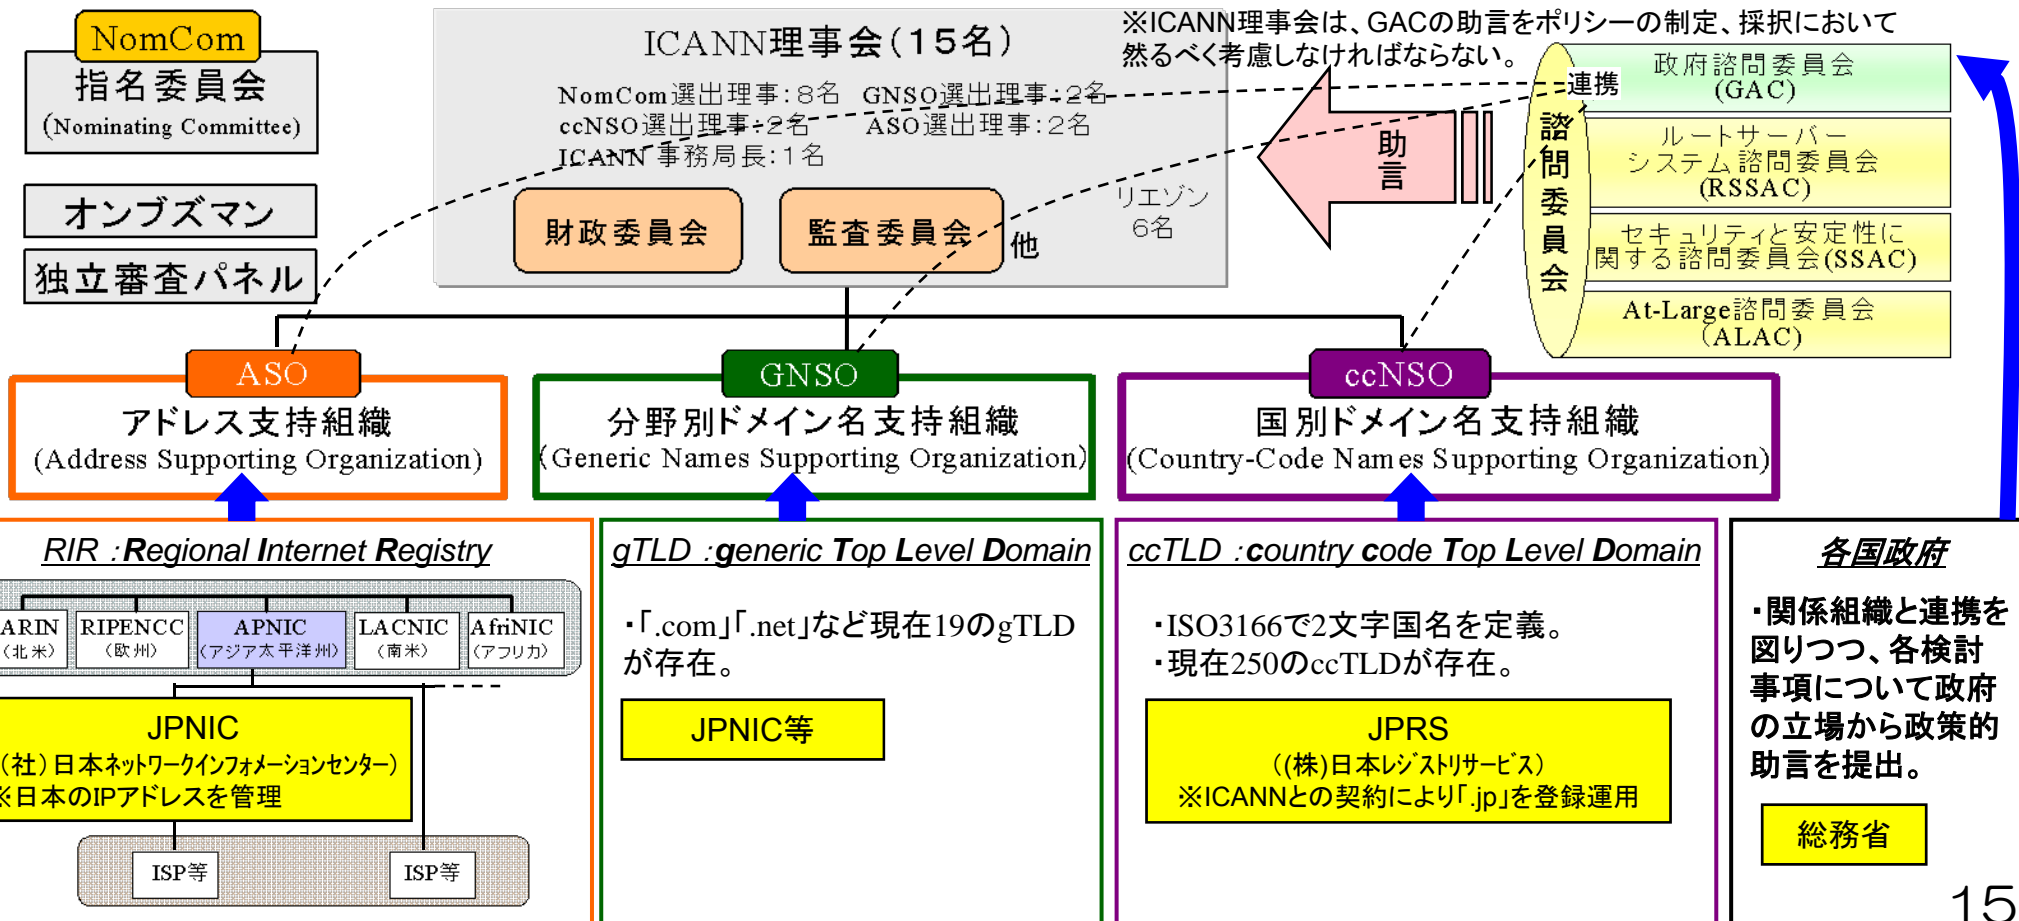 NomCom
指名委員会
(Nominating Committee)
オンブズマン
独立審査パネル
ICANN理事会(15名)
NomCom選出理事:8名 GNSO選出理事:2名
ccNSO選出理事:2名 ASO選出理事:2名
ICANN 事務局長:1名
財政委員会
監査委員会
他
リエゾン
6名
※ICANN理事会は、GACの助言をポリシーの制定、採択において
然るべく考慮しなければならない。
助言
連携
諮問委員会
政府諮問委員会
(GAC)
ルートサーバー
システム諮問委員会
(RSSAC)
セキュリティと安定性に
関する諮問委員会(SSAC)
At-Large諮問委員会
(ALAC)
ASO
アドレス支持組織
(Address Supporting Organization)
GNSO
分野別ドメイン名支持組織
(Generic Names Supporting Organization)
ccNSO
国別ドメイン名支持組織
(Country-Code Names Supporting Organization)
RIR :Regional Internet Registry
ARIN
(北米)
RIPENCC
(欧州)
APNIC
(アジア太平洋州)
LACNIC
(南米)
AfriNIC
(アフリカ)
JPNIC
(社)日本ネットワークインフォメーションセンター)
※日本のIPアドレスを管理
ISP等
ISP等
gTLD :generic Top Level Domain
・「.com」「.net」など現在19のgTLD
が存在。
JPNIC等
ccTLD :country code Top Level Domain
・ISO3166で2文字国名を定義。
・現在250のccTLDが存在。
JPRS
((株)日本レジストリサービス)
※ICANNとの契約により「.jp」を登録運用
各国政府
・関係組織と連携を
図りつつ、各検討
事項について政府
の立場から政策的
助言を提出。
総務省
15